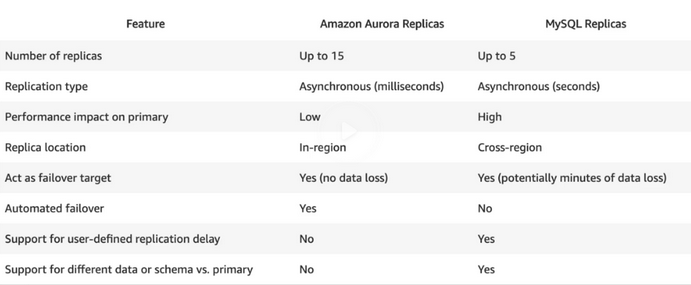 Feature Amazon Aurora Replicas MySQL Replicas
Number of replicas Up to 15 Up to 5
Replication type Asynchronous (milliseconds) Asynchronous (seconds)
Performance impact on primary Low High
Replica location In-region Cross-region
Act as failover target Yes (no data loss) Yes (potentially minutes of data loss)
Automated failover Yes No
Support for user-defined replication delay No Yes
Support for different data or schema vs. primary No Yes